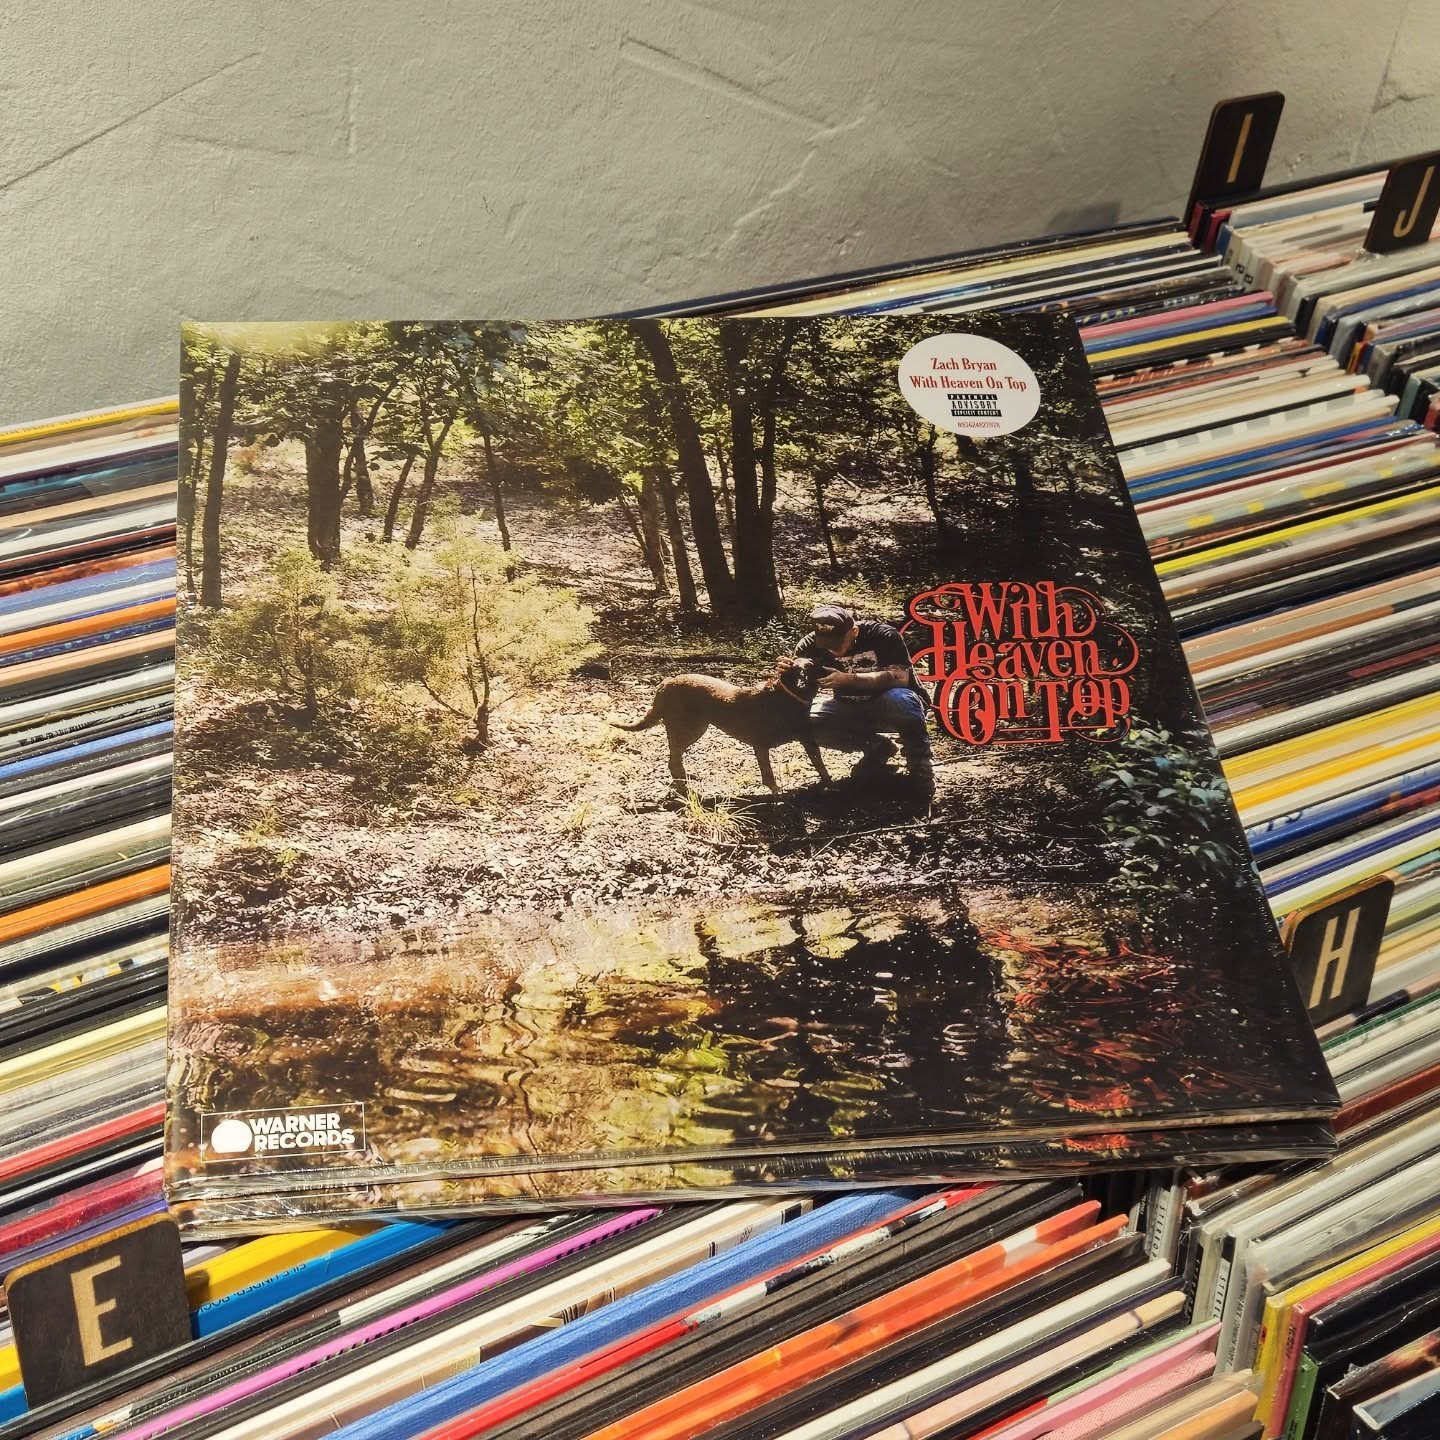 I
J
Zach Bryan
With Heaven On Top
PARENTAL
ADVISORY
EXPLICIT CONTENT
With
Heaven
On Top
H
WARNER
RECORDS
E